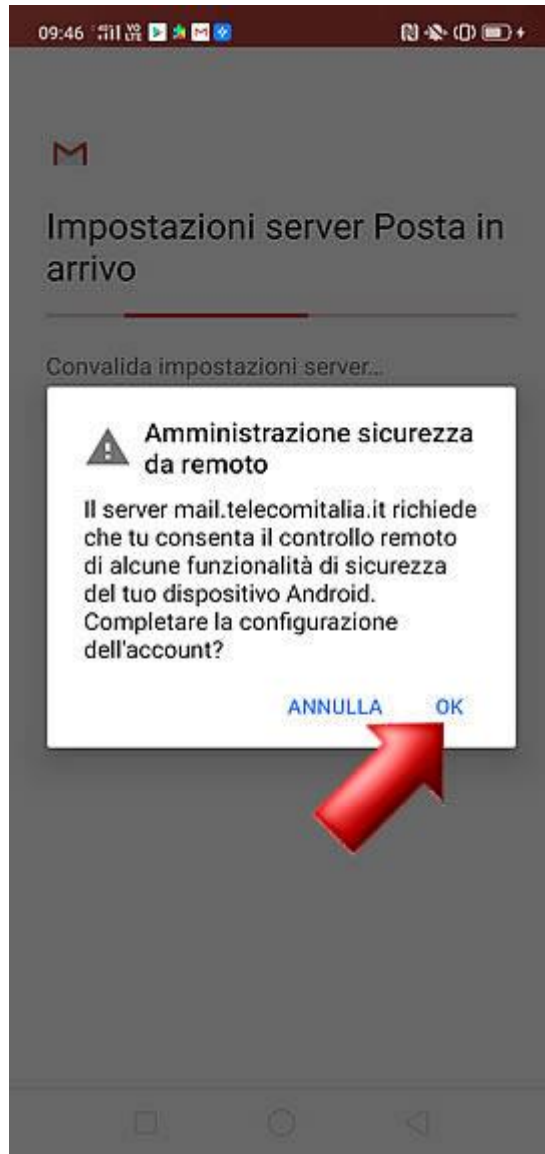 09:46
Impostazioni server Posta in
arrivo
Convalida impostazioni server...
Amministrazione sicurezza
da remoto
Il server mail.telecomitalia.it richiede
che tu consenta il controllo remoto
di alcune funzionalità di sicurezza
del tuo dispositivo Android.
Completare la configurazione
dell'account?
ANNULLA OK